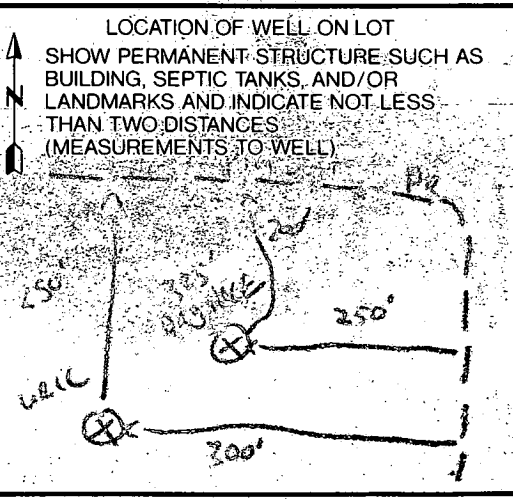 LOCATION OF WELL ON LOT
SHOW PERMANENT STRUCTURE SUCH AS
BUILDING, SEPTIC TANKS, AND/OR
N LANDMARKS AND INDICATE NOT LESS
THAN TWO DISTANCES
(MEASUREMENTS TO WELL)
200'
325'
250'
250'
300'